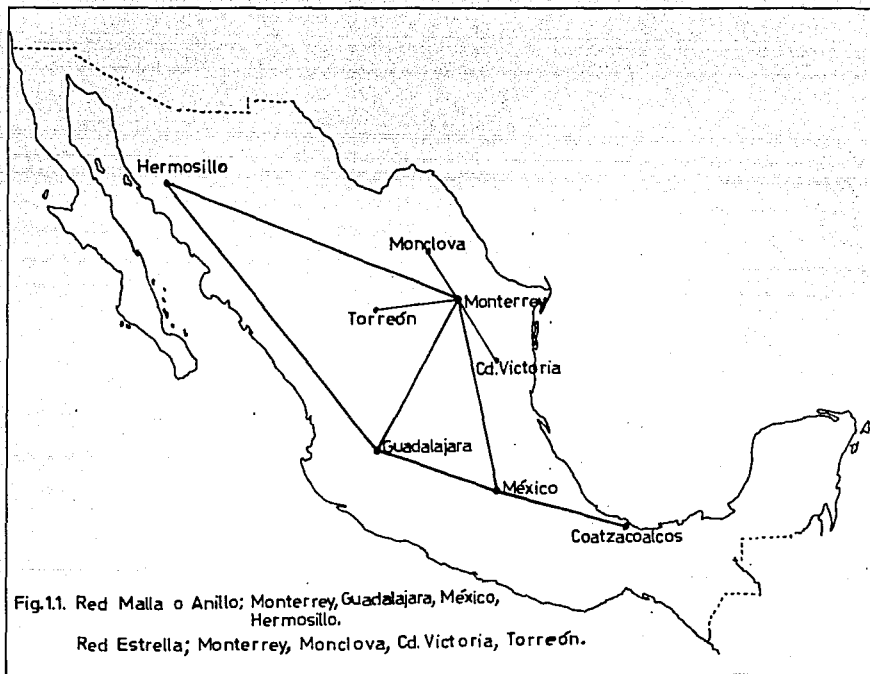 Hermosillo
Monclova
Monterrey
Torreón
Cd. Victoria
Guadalajara
México
Coatzacoalcos
Fig.1.1. Red Malla o Anillo; Monterrey, Guadalajara, México,
Hermosillo.
Red Estrella; Monterrey, Monclova, Cd. Victoria, Torreón.